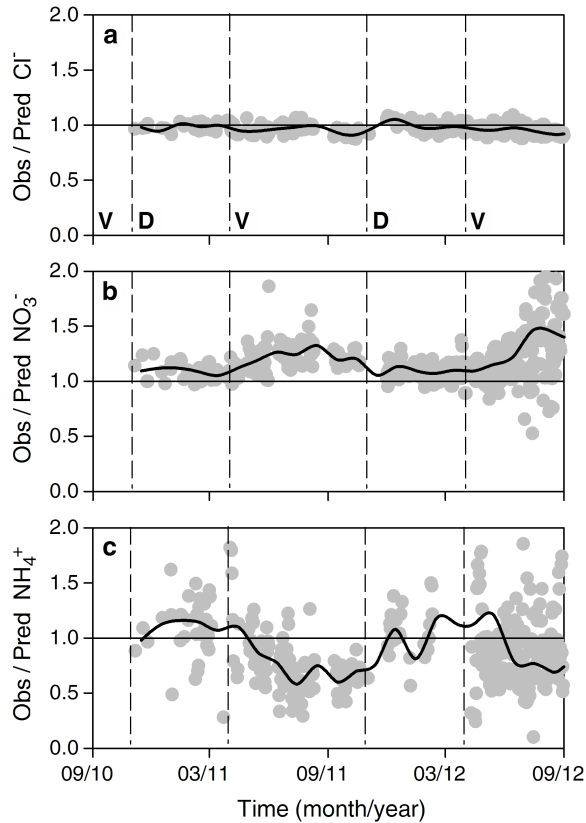 a
2.0
1.5
1.0
0.5
0.0
Obs / Pred Cl⁻
V D V D V
b
2.0
1.5
1.0
0.5
0.0
Obs / Pred NO₃⁻
c
2.0
1.5
1.0
0.5
0.0
Obs / Pred NH₄⁺
09/10 03/11 09/11 03/12 09/12
Time (month/year)